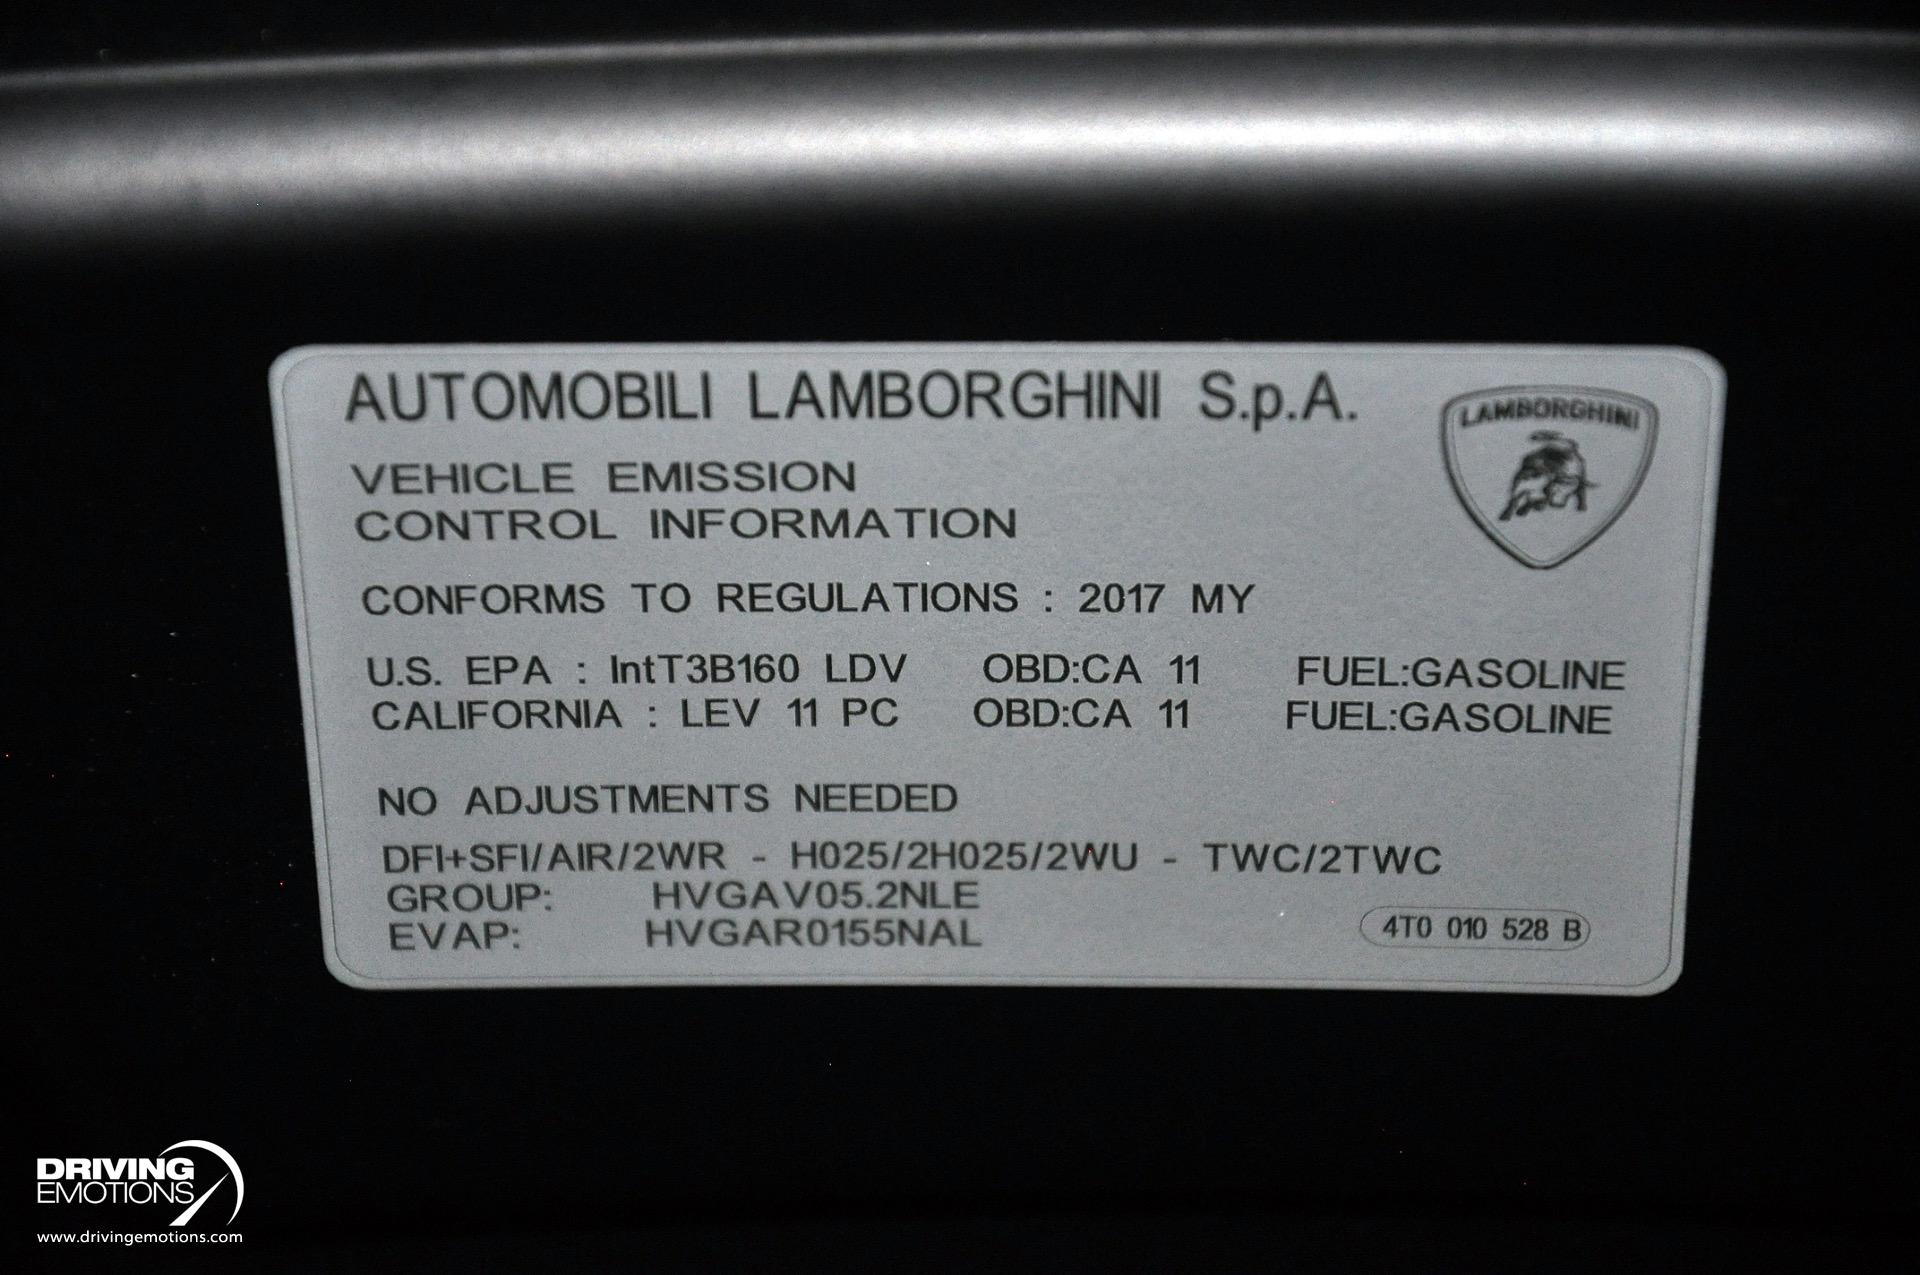 AUTOMOBILI LAMBORGHINI S.p.A.
LAMBORGHINI
VEHICLE EMISSION
CONTROL INFORMATION
CONFORMS TO REGULATIONS : 2017 MY
U.S. EPA : IntT3B160 LDV OBD:CA 11 FUEL:GASOLINE
CALIFORNIA : LEV 11 PC OBD:CA 11 FUEL:GASOLINE
NO ADJUSTMENTS NEEDED
DFI+SFI/AIR/2WR - H025/2H025/2WU - TWC/2TWC
GROUP: HVGAV05.2NLE
EVAP: HVGAR0155NAL
4T0 010 528 B
DRIVING
EMOTIONS
www.drivingemotions.com